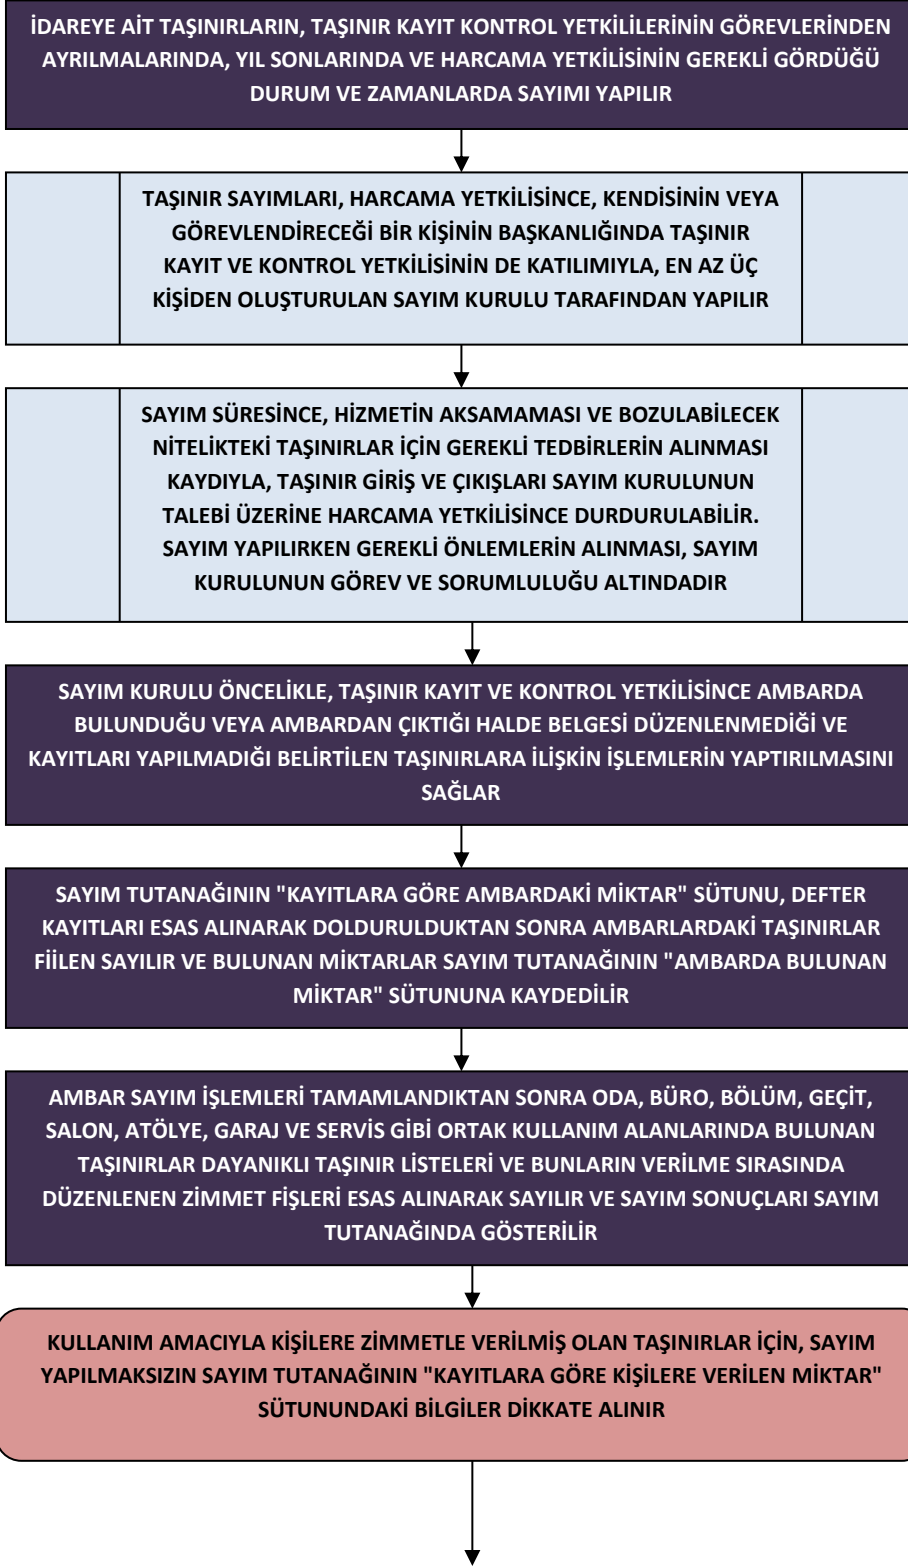 İDAREYE AİT TAŞINIRLARIN, TAŞINIR KAYIT KONTROL YETKİLİLERİNİN GÖREVLERİNDEN
AYRILMALARINDA, YIL SONLARINDA VE HARCAMA YETKİLİSİNİN GEREKLİ GÖRDÜĞÜ
DURUM VE ZAMANLARDA SAYIMI YAPILIR
TAŞINIR SAYIMLARI, HARCAMA YETKİLİSİNCE, KENDİSİNİN VEYA
GÖREVLENDİRECEĞİ BİR KİŞİNİN BAŞKANLIĞINDA TAŞINIR
KAYIT VE KONTROL YETKİLİSİNİN DE KATILIMIYLA, EN AZ ÜÇ
KİŞİDEN OLUŞTURULAN SAYIM KURULU TARAFINDAN YAPILIR
SAYIM SÜRESİNCE, HİZMETİN AKSAMAMASI VE BOZULABİLECEK
NİTELİKTEKİ TAŞINIRLAR İÇİN GEREKLİ TEDBİRLERİN ALINMASI
KAYDIYLA, TAŞINIR GİRİŞ VE ÇIKIŞLARI SAYIM KURULUNUN
TALEBİ ÜZERİNE HARCAMA YETKİLİSİNCE DURDURULABİLİR.
SAYIM YAPILIRKEN GEREKLİ ÖNLEMLERİN ALINMASI, SAYIM
KURULUNUN GÖREV VE SORUMLULUĞU ALTINDADIR
SAYIM KURULU ÖNCELİKLE, TAŞINIR KAYIT VE KONTROL YETKİLİSİNCE AMBARDA
BULUNDUĞU VEYA AMBARDAN ÇIKTIĞI HALDE BELGESİ DÜZENLENMEDİĞİ VE
KAYITLARI YAPILMADIĞI BELİRTİLEN TAŞINIRLARA İLİŞKİN İŞLEMLERİN YAPTIRILMASINI
SAĞLAR
SAYIM TUTANAĞININ "KAYITLARA GÖRE AMBARDAKİ MİKTAR" SÜTUNU, DEFTER
KAYITLARI ESAS ALINARAK DOLDURULDUKTAN SONRA AMBARLARDAKİ TAŞINIRLAR
FİİLEN SAYILIR VE BULUNAN MİKTARLAR SAYIM TUTANAĞININ "AMBARDA BULUNAN
MİKTAR" SÜTUNUNA KAYDEDİLİR
AMBAR SAYIM İŞLEMLERİ TAMAMLANDIKTAN SONRA ODA, BÜRO, BÖLÜM, GEÇİT,
SALON, ATÖLYE, GARAJ VE SERVİS GİBİ ORTAK KULLANIM ALANLARINDA BULUNAN
TAŞINIRLAR DAYANIKLI TAŞINIR LİSTELERİ VE BUNLARIN VERİLME SIRASINDA
DÜZENLENEN ZİMMET FİŞLERİ ESAS ALINARAK SAYILIR VE SAYIM SONUÇLARI SAYIM
TUTANAĞINDA GÖSTERİLİR
KULLANIM AMACIYLA KİŞİLERE ZİMMETLE VERİLMİŞ OLAN TAŞINIRLAR İÇİN, SAYIM
YAPILMAKSIZIN SAYIM TUTANAĞININ "KAYITLARA GÖRE KİŞİLERE VERİLEN MİKTAR"
SÜTUNUNDAKİ BİLGİLER DİKKATE ALINIR